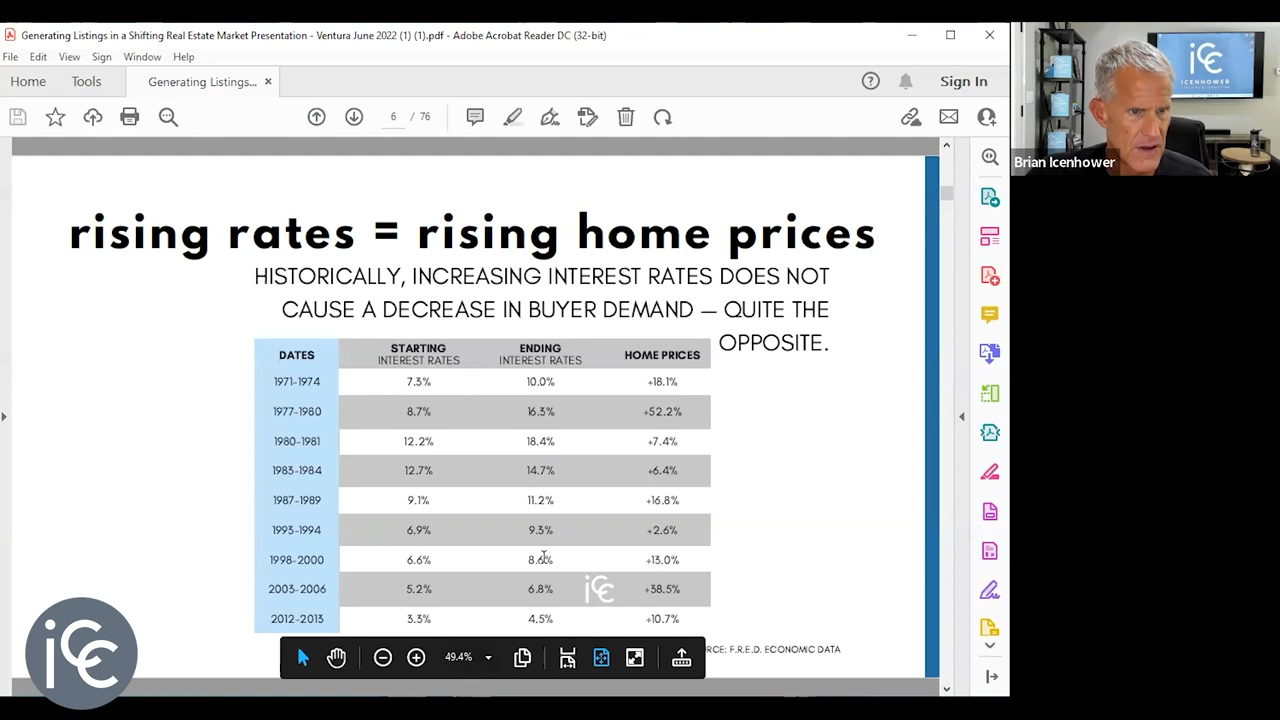 Generating Listings in a Shifting Real Estate Market Presentation - Ventura June 2022 (1) (1).pdf - Adobe Acrobat Reader DC (32-bit)
File Edit View Sign Window Help
Home Tools Generating Listings... × Sign In
6 / 76
iCC
ICENHOWER
Brian Icenhower
rising rates = rising home prices
HISTORICALLY, INCREASING INTEREST RATES DOES NOT
CAUSE A DECREASE IN BUYER DEMAND — QUITE THE
OPPOSITE.
DATES STARTING INTEREST RATES ENDING INTEREST RATES HOME PRICES
1971-1974 7.3% 10.0% +18.1%
1977-1980 8.7% 16.3% +52.2%
1980-1981 12.2% 18.4% +7.4%
1983-1984 12.7% 14.7% +6.4%
1987-1989 9.1% 11.2% +16.8%
1993-1994 6.9% 9.3% +2.6%
1998-2000 6.6% 8.6% +13.0%
2003-2006 5.2% 6.8% +38.5%
iCC
2012-2013 3.3% 4.5% +10.7%
F.R.E.D. ECONOMIC DATA
49.4%
iCC